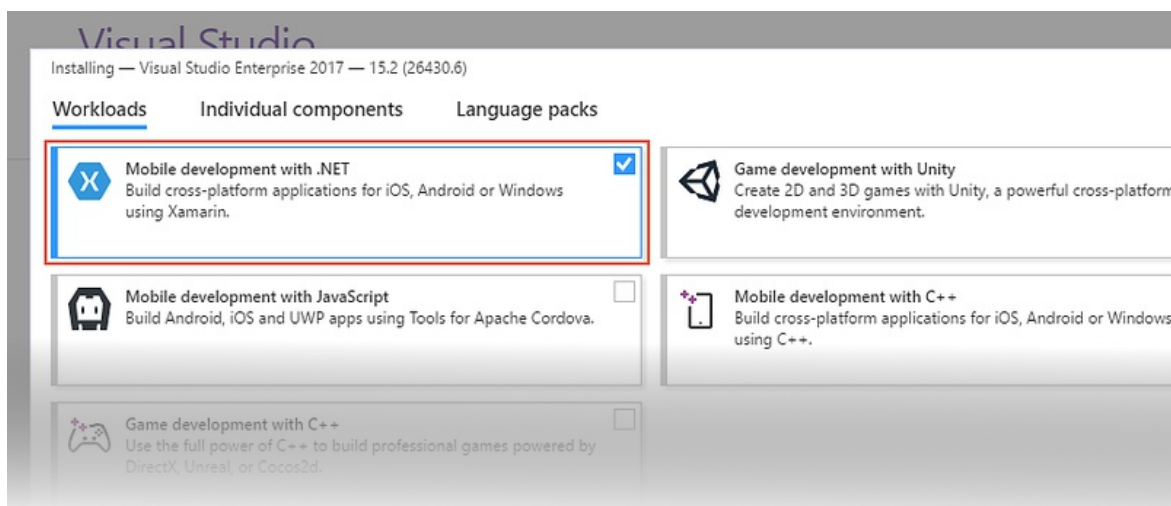 Visual Studio
Installing — Visual Studio Enterprise 2017 — 15.2 (26430.6)
Workloads Individual components Language packs
Mobile development with .NET
Build cross-platform applications for iOS, Android or Windows
using Xamarin.
Game development with Unity
Create 2D and 3D games with Unity, a powerful cross-platform
development environment.
Mobile development with JavaScript
Build Android, iOS and UWP apps using Tools for Apache Cordova.
Mobile development with C++
Build cross-platform applications for iOS, Android or Windows
using C++.
Game development with C++
Use the full power of C++ to build professional games powered by
DirectX, Unreal, or Cocos2d.